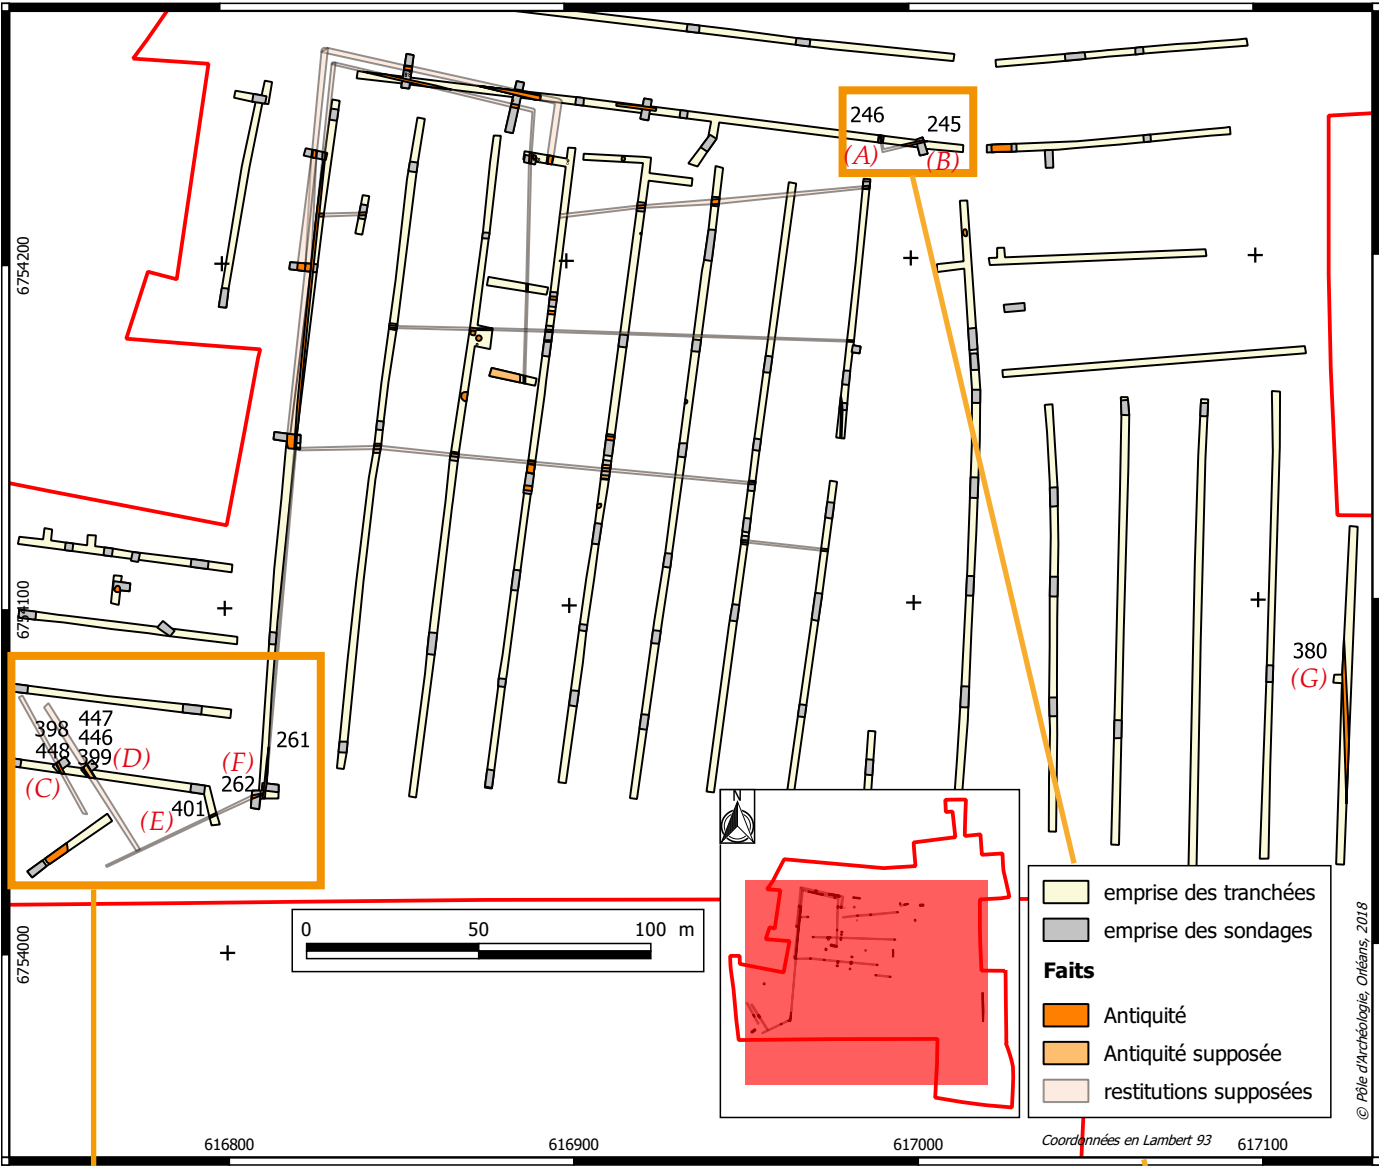 246
245
(A)
(B)
6754200
6754100
380
(G)
447
398
446
448
399
(D)
(C)
(F)
261
262
401
(E)
N
0 50 100 m
6754000
emprise des tranchées
emprise des sondages
Faits
Antiquité
Antiquité supposée
restitutions supposées
© Pôle d'Archéologie, Orléans, 2018
Coordonnées en Lambert 93
616800 616900 617000 617100